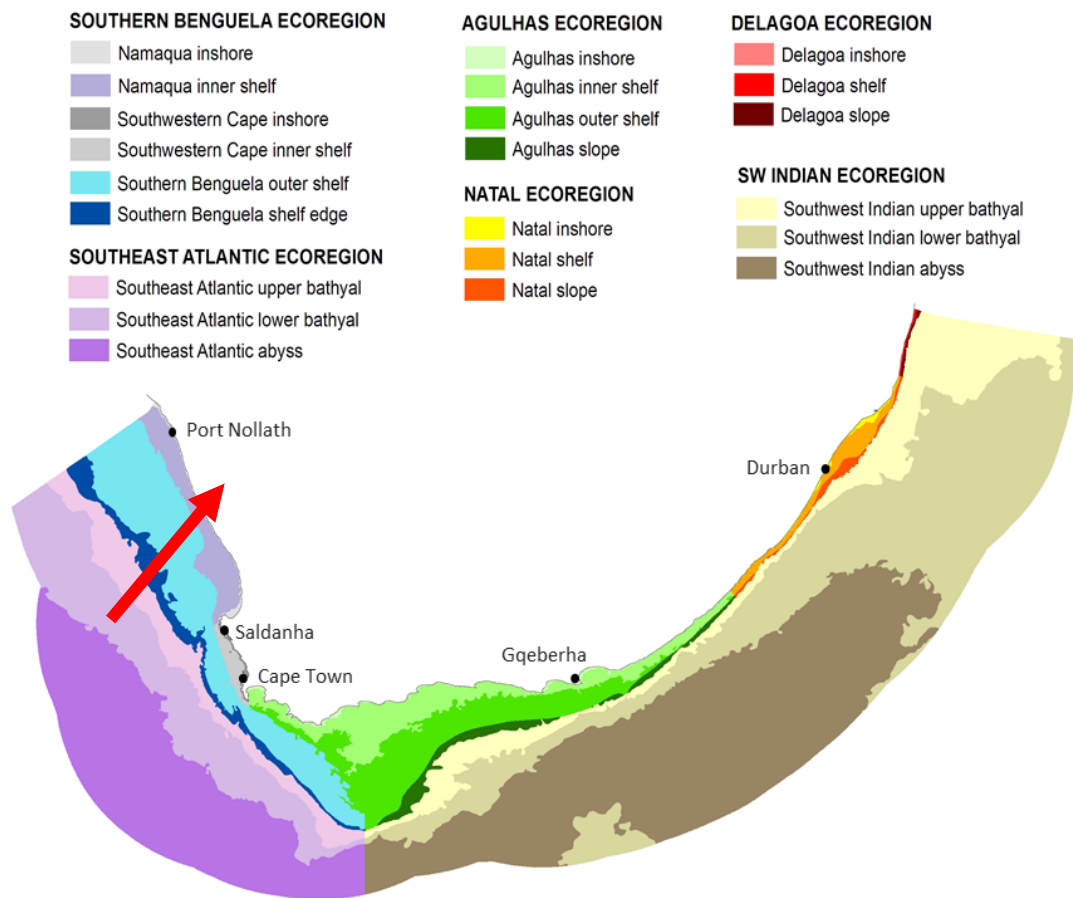 SOUTHERN BENGUELA ECOREGION
Namaqua inshore
Namaqua inner shelf
Southwestern Cape inshore
Southwestern Cape inner shelf
Southern Benguela outer shelf
Southern Benguela shelf edge
SOUTHEAST ATLANTIC ECOREGION
Southeast Atlantic upper bathyal
Southeast Atlantic lower bathyal
Southeast Atlantic abyss
AGULHAS ECOREGION
Agulhas inshore
Agulhas inner shelf
Agulhas outer shelf
Agulhas slope
NATAL ECOREGION
Natal inshore
Natal shelf
Natal slope
DELAGOA ECOREGION
Delagoa inshore
Delagoa shelf
Delagoa slope
SW INDIAN ECOREGION
Southwest Indian upper bathyal
Southwest Indian lower bathyal
Southwest Indian abyss
Port Nollath
Durban
Saldanha
Gqeberha
Cape Town